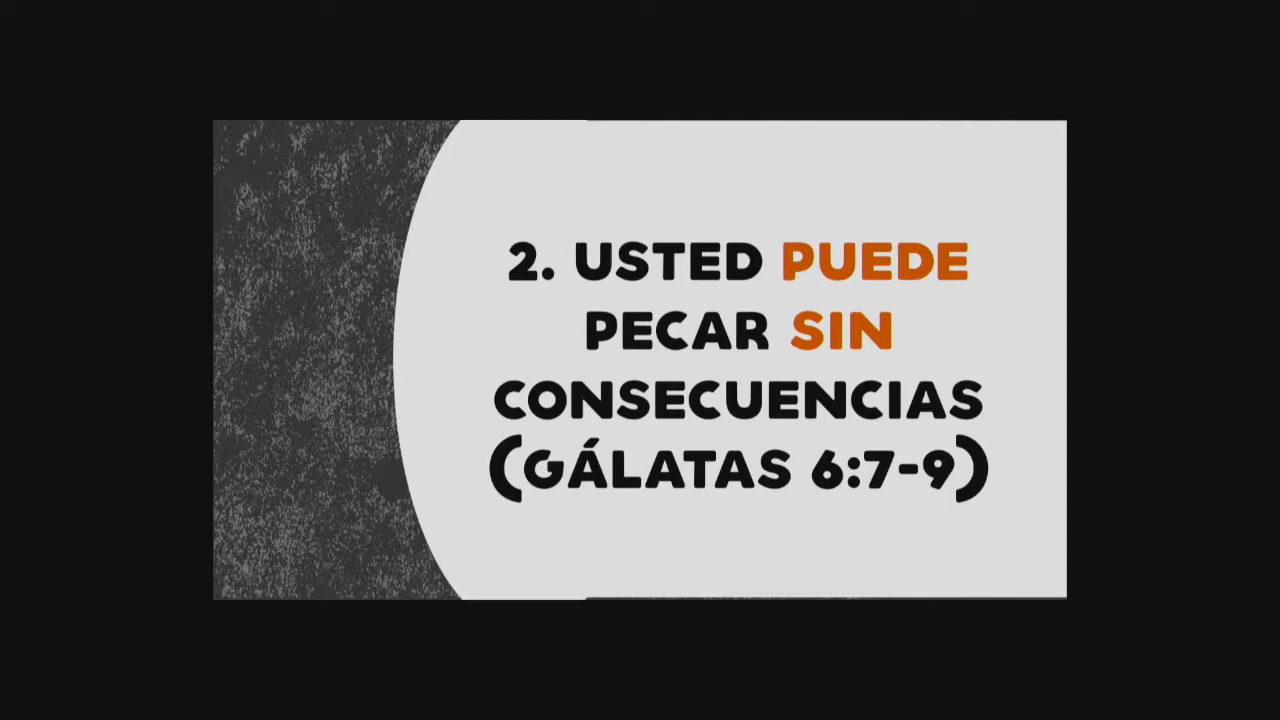 2. USTED PUEDE
PECAR SIN
CONSECUENCIAS
(GÁLATAS 6:7-9)